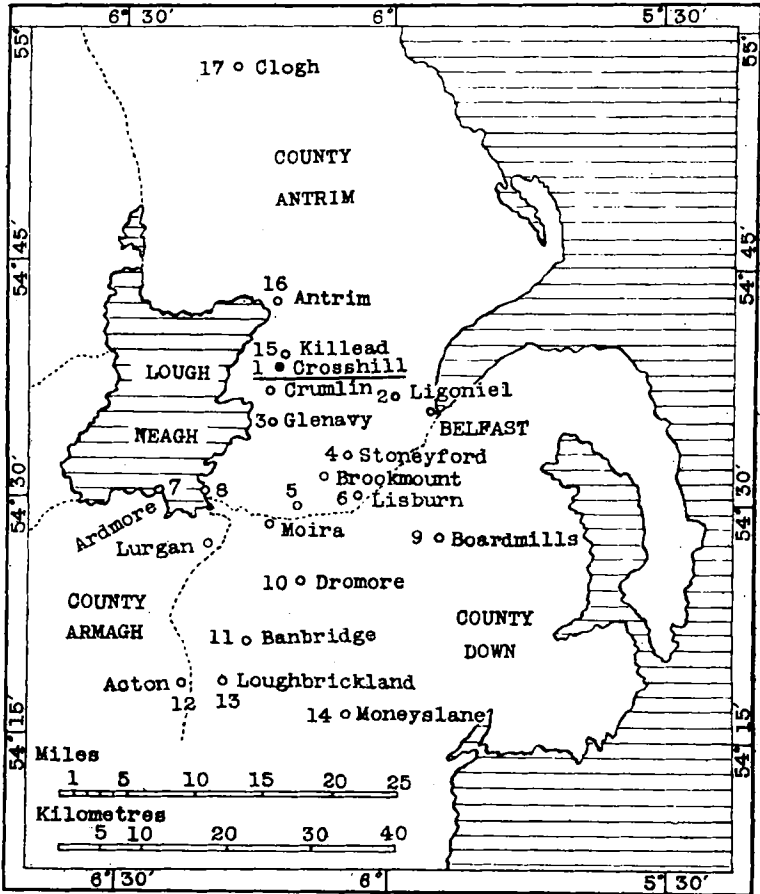 6° 30′ 6° 5° 30′
55° 55°
17 Clogh
COUNTY
ANTRIM
54° 45′ 54° 45′
16
Antrim
15 Killead
1 Crosshill
LOUGH
Crumlin
2 Ligoniel
3 Glenavy
BELFAST
NEAGH
4 Stoneyford
Brookmount
54° 30′ 54° 30′
7 8 5
6 Lisburn
Ardmore
Moira
Lurgan
9 Boardmills
10 Dromore
COUNTY
ARMAGH
COUNTY
DOWN
11 Banbridge
Acton
12
13
Loughbrickland
14 Moneyslane
54° 15′ 54° 15′
Miles
1 5 10 15 20 25
Kilometres
5 10 20 30 40
6° 30′ 6° 5° 30′